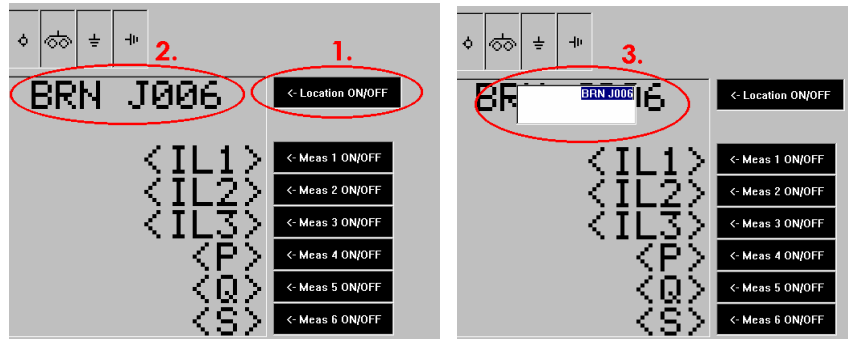 2.
1.
BRN J006
<- Location ON/OFF
<IL1>
<- Meas 1 ON/OFF
<IL2>
<- Meas 2 ON/OFF
<IL3>
<- Meas 3 ON/OFF
<P>
<- Meas 4 ON/OFF
<Q>
<- Meas 5 ON/OFF
<S>
<- Meas 6 ON/OFF
3.
BR
BRN J006
6
<- Location ON/OFF
<IL1>
<- Meas 1 ON/OFF
<IL2>
<- Meas 2 ON/OFF
<IL3>
<- Meas 3 ON/OFF
<P>
<- Meas 4 ON/OFF
<Q>
<- Meas 5 ON/OFF
<S>
<- Meas 6 ON/OFF